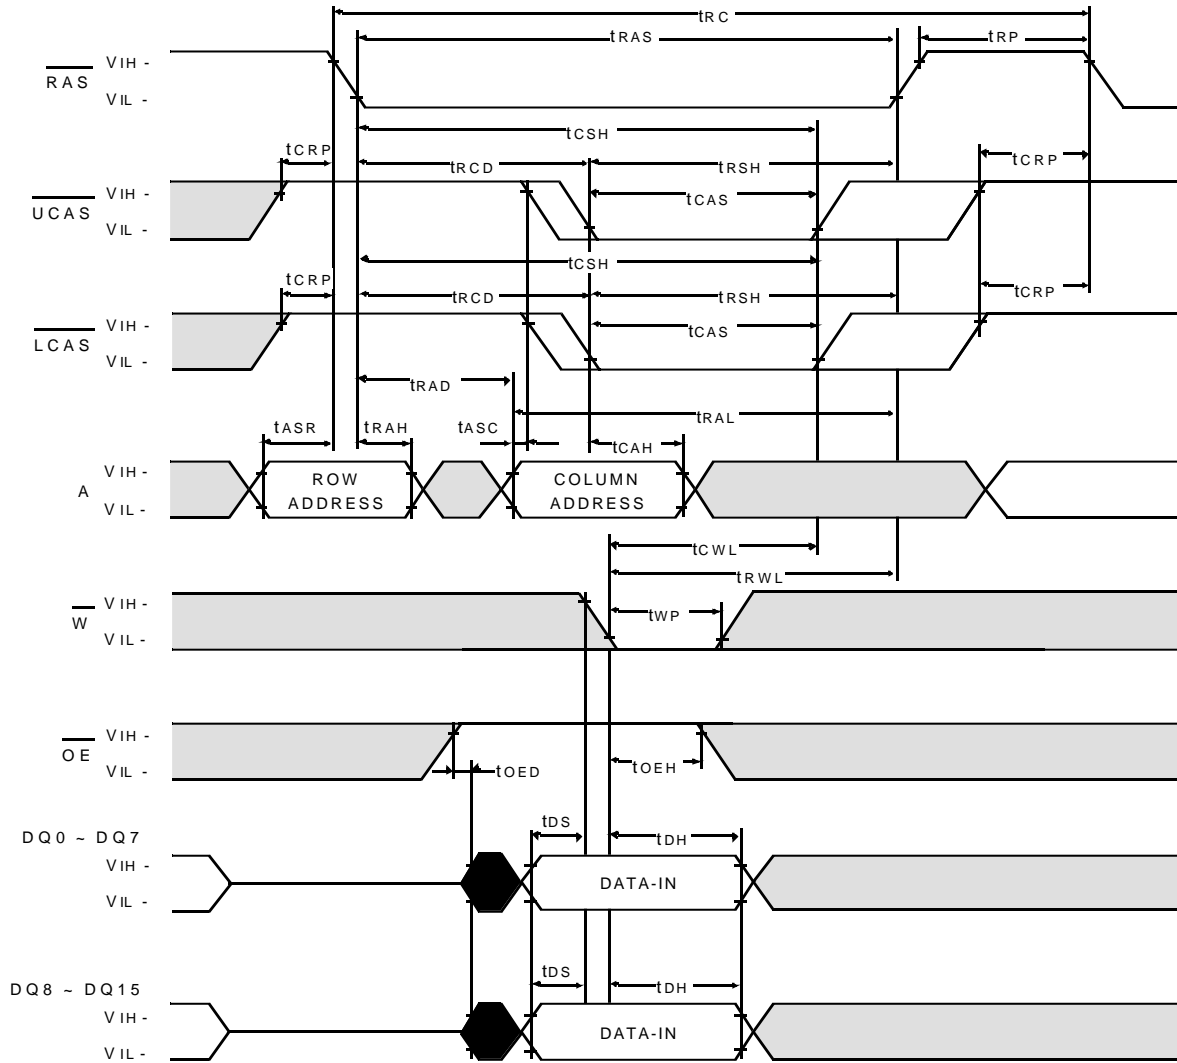 tRC
tRAS
tRP
RAS
VIH -
VIL -
tCSH
tCRP
tRCD
tRSH
tCRP
UCAS
VIH -
VIL -
tCAS
tCSH
tCRP
tRCD
tRSH
tCRP
LCAS
VIH -
VIL -
tCAS
tRAD
tRAL
tASR
tRAH
tASC
tCAH
A
VIH -
VIL -
ROW
ADDRESS
COLUMN
ADDRESS
tCWL
tRWL
W
VIH -
VIL -
tWP
OE
VIH -
VIL -
tOED
tOEH
DQ0 ~ DQ7
VIH -
VIL -
tDS
tDH
DATA-IN
DQ8 ~ DQ15
VIH -
VIL -
tDS
tDH
DATA-IN